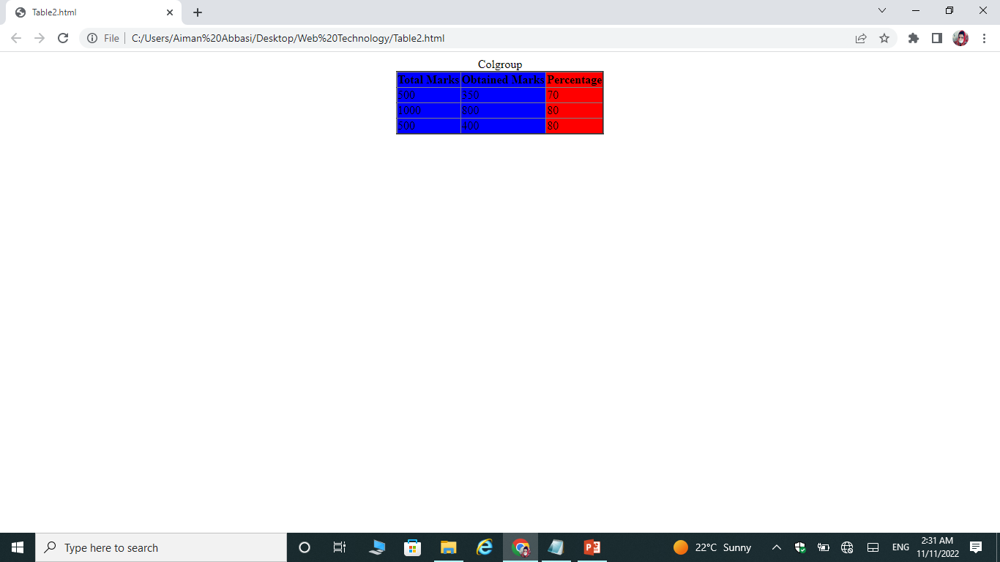 Table2.html
File C:/Users/Aiman%20Abbasi/Desktop/Web%20Technology/Table2.html
Colgroup
Total Marks Obtained Marks Percentage
500 350 70
1000 800 80
500 400 80
Type here to search
22°C Sunny
ENG
2:31 AM
11/11/2022